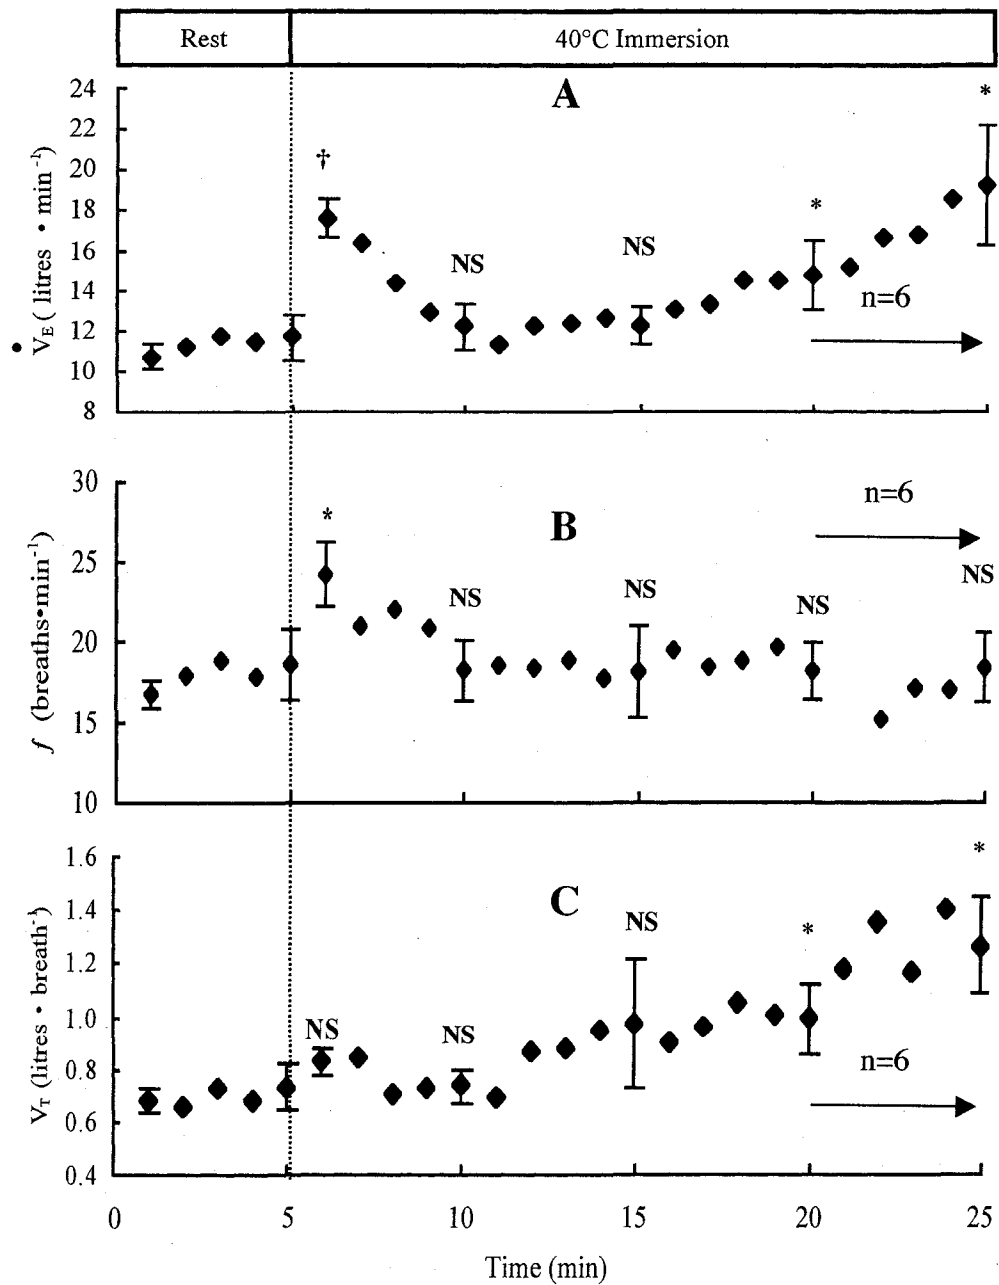 Rest 40°C Immersion
A
24
22
20
18
16
14
12
10
8
V̇E ( litres • min⁻¹)
†
NS
NS
*
*
n=6
B
30
25
20
15
10
f (breaths•min⁻¹)
*
NS
NS
NS
NS
n=6
C
1.6
1.4
1.2
1.0
0.8
0.6
0.4
VT (litres • breath⁻¹)
NS
NS
NS
*
*
n=6
0 5 10 15 20 25
Time (min)